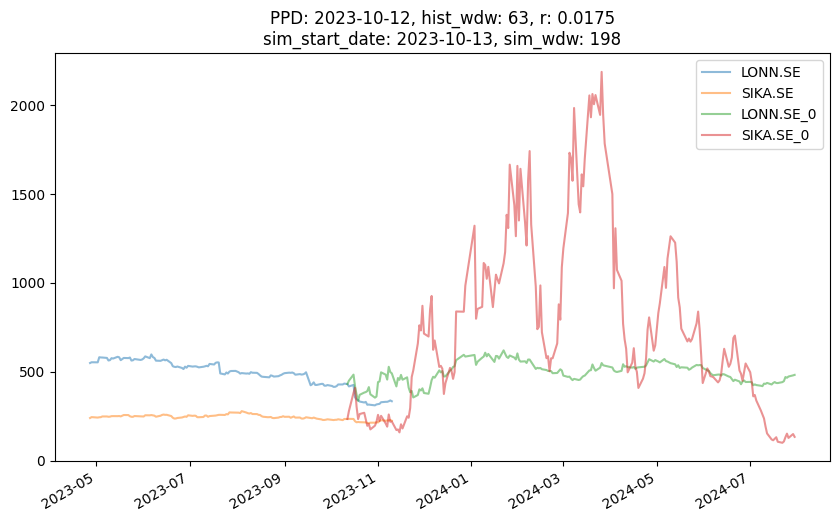 PPD: 2023-10-12, hist_wdw: 63, r: 0.0175
sim_start_date: 2023-10-13, sim_wdw: 198
LONN.SE
SIKA.SE
LONN.SE_0
SIKA.SE_0
2000
1500
1000
500
0
2023-05
2023-07
2023-09
2023-11
2024-01
2024-03
2024-05
2024-07